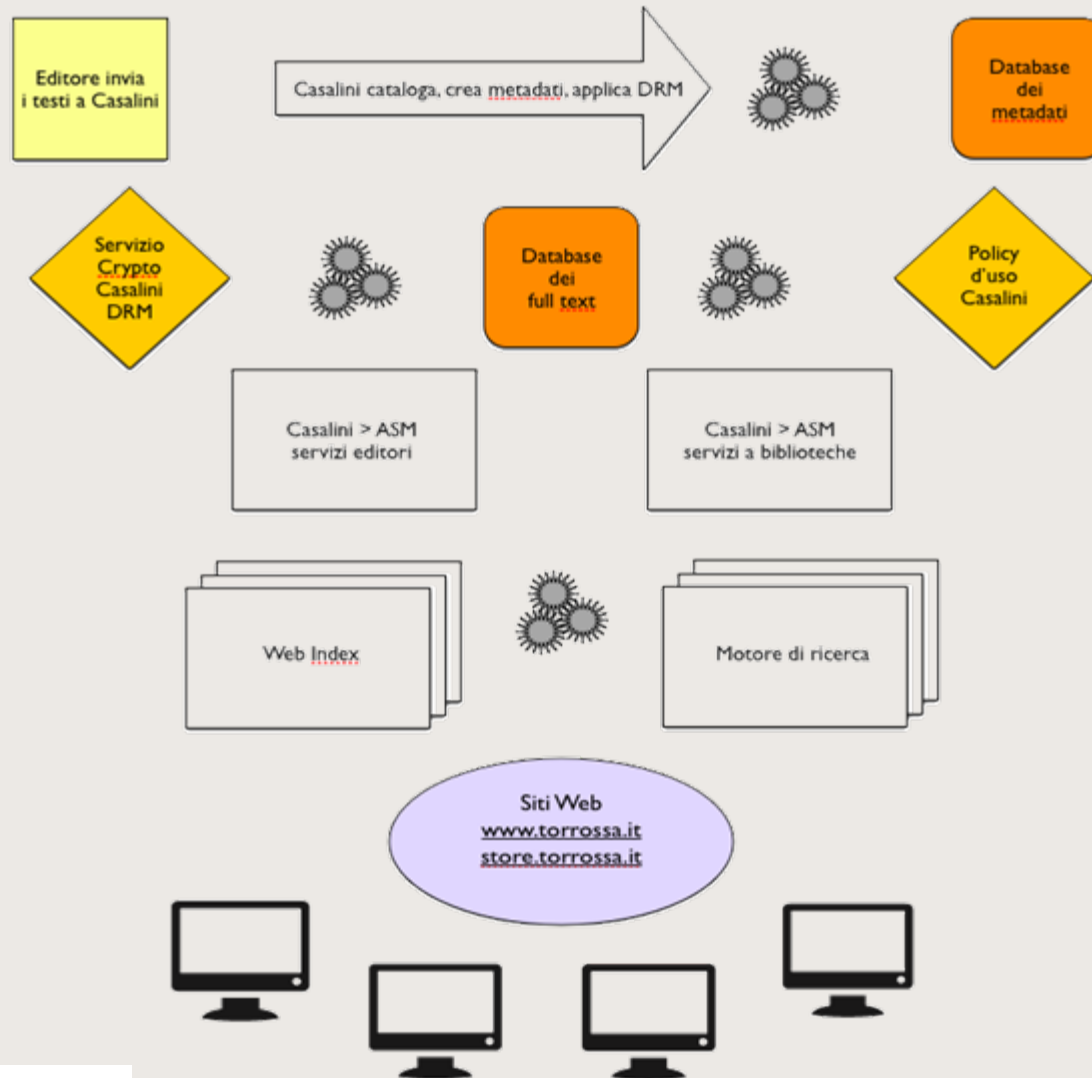 Editore invia
i testi a Casalini
Casalini cataloga, crea metadati, applica DRM
Database
dei
metadati
Servizio
Crypto
Casalini
DRM
Database
dei
full text
Policy
d'uso
Casalini
Casalini > ASM
servizi editori
Casalini > ASM
servizi a biblioteche
Web Index
Motore di ricerca
Siti Web
www.torrossa.it
store.torrossa.it